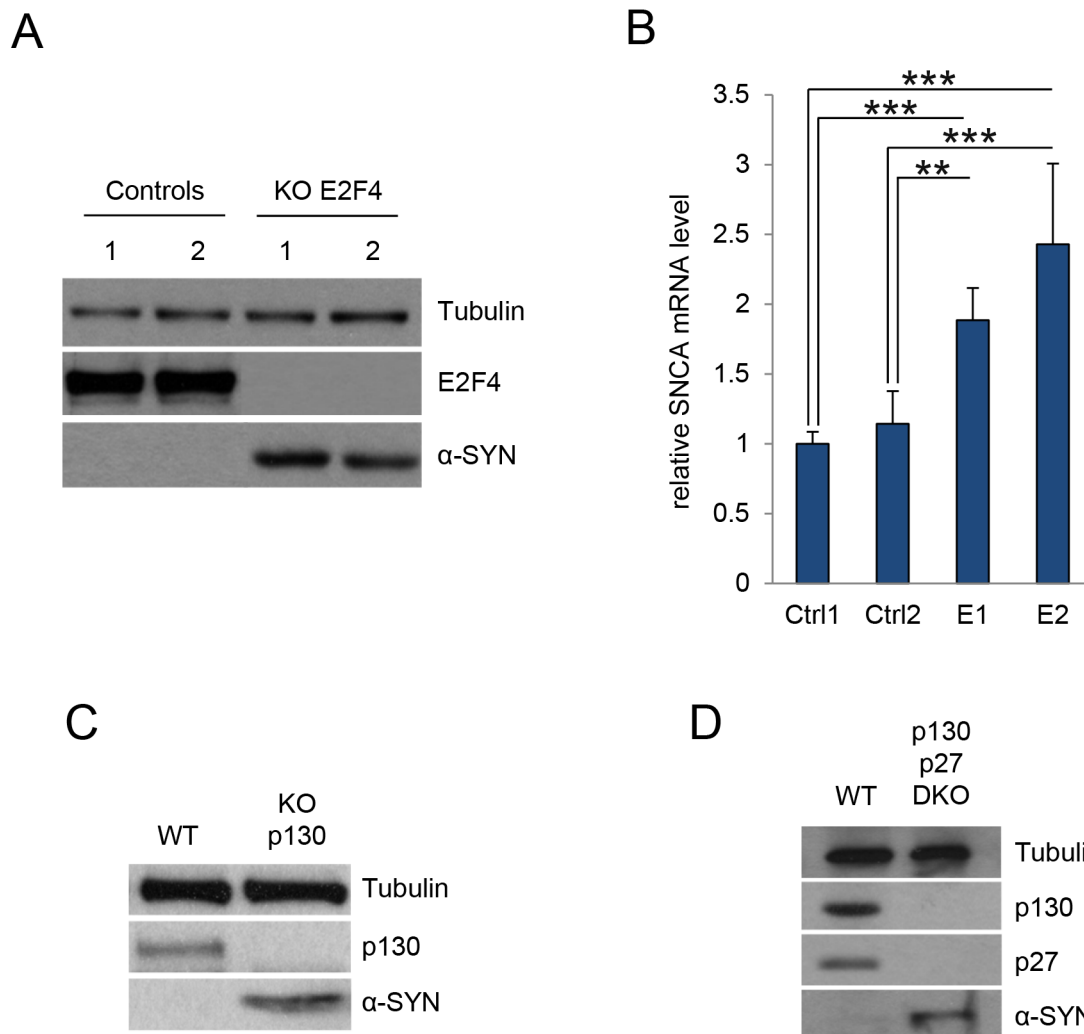 A
Controls KO E2F4
1 2 1 2
Tubulin
E2F4
α-SYN
B
relative SNCA mRNA level
3.5
3
2.5
2
1.5
1
0.5
0
***
***
***
**
Ctrl1 Ctrl2 E1 E2
C
WT
KO
p130
Tubulin
p130
α-SYN
D
WT
p130
p27
DKO
Tubuli
p130
p27
α-SYN